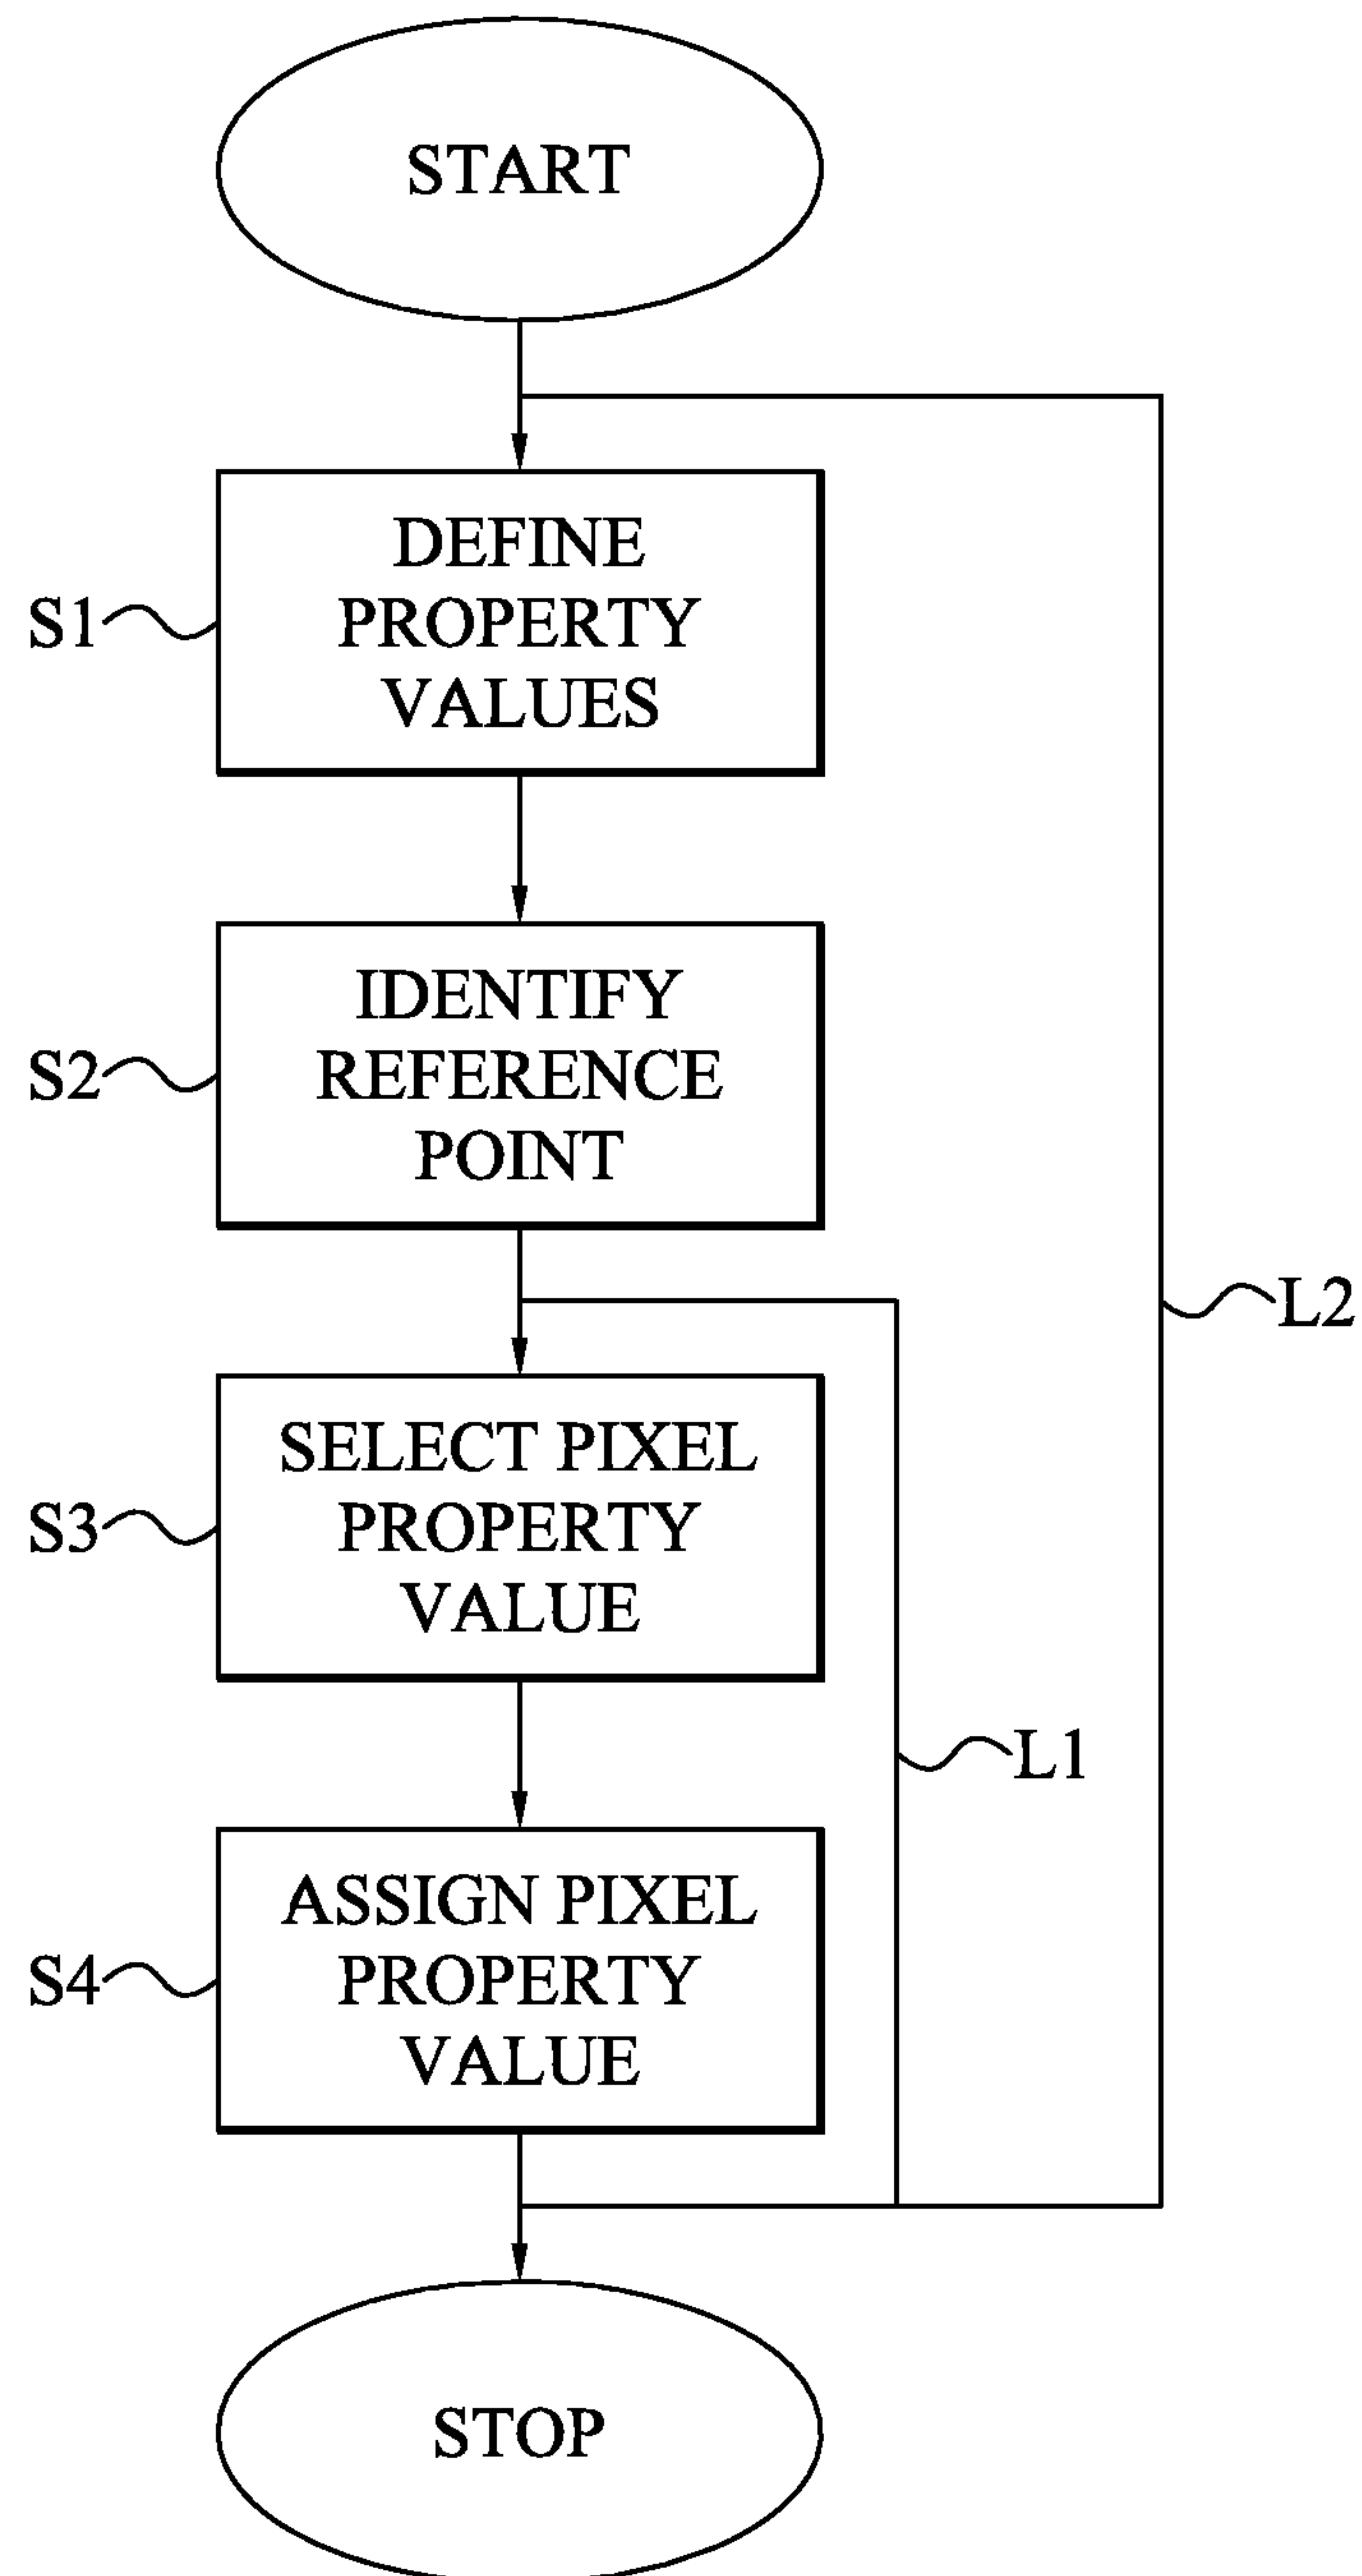 START
DEFINE
PROPERTY
VALUES
S1
IDENTIFY
REFERENCE
POINT
S2
L2
SELECT PIXEL
PROPERTY
VALUE
S3
L1
ASSIGN PIXEL
PROPERTY
VALUE
S4
STOP